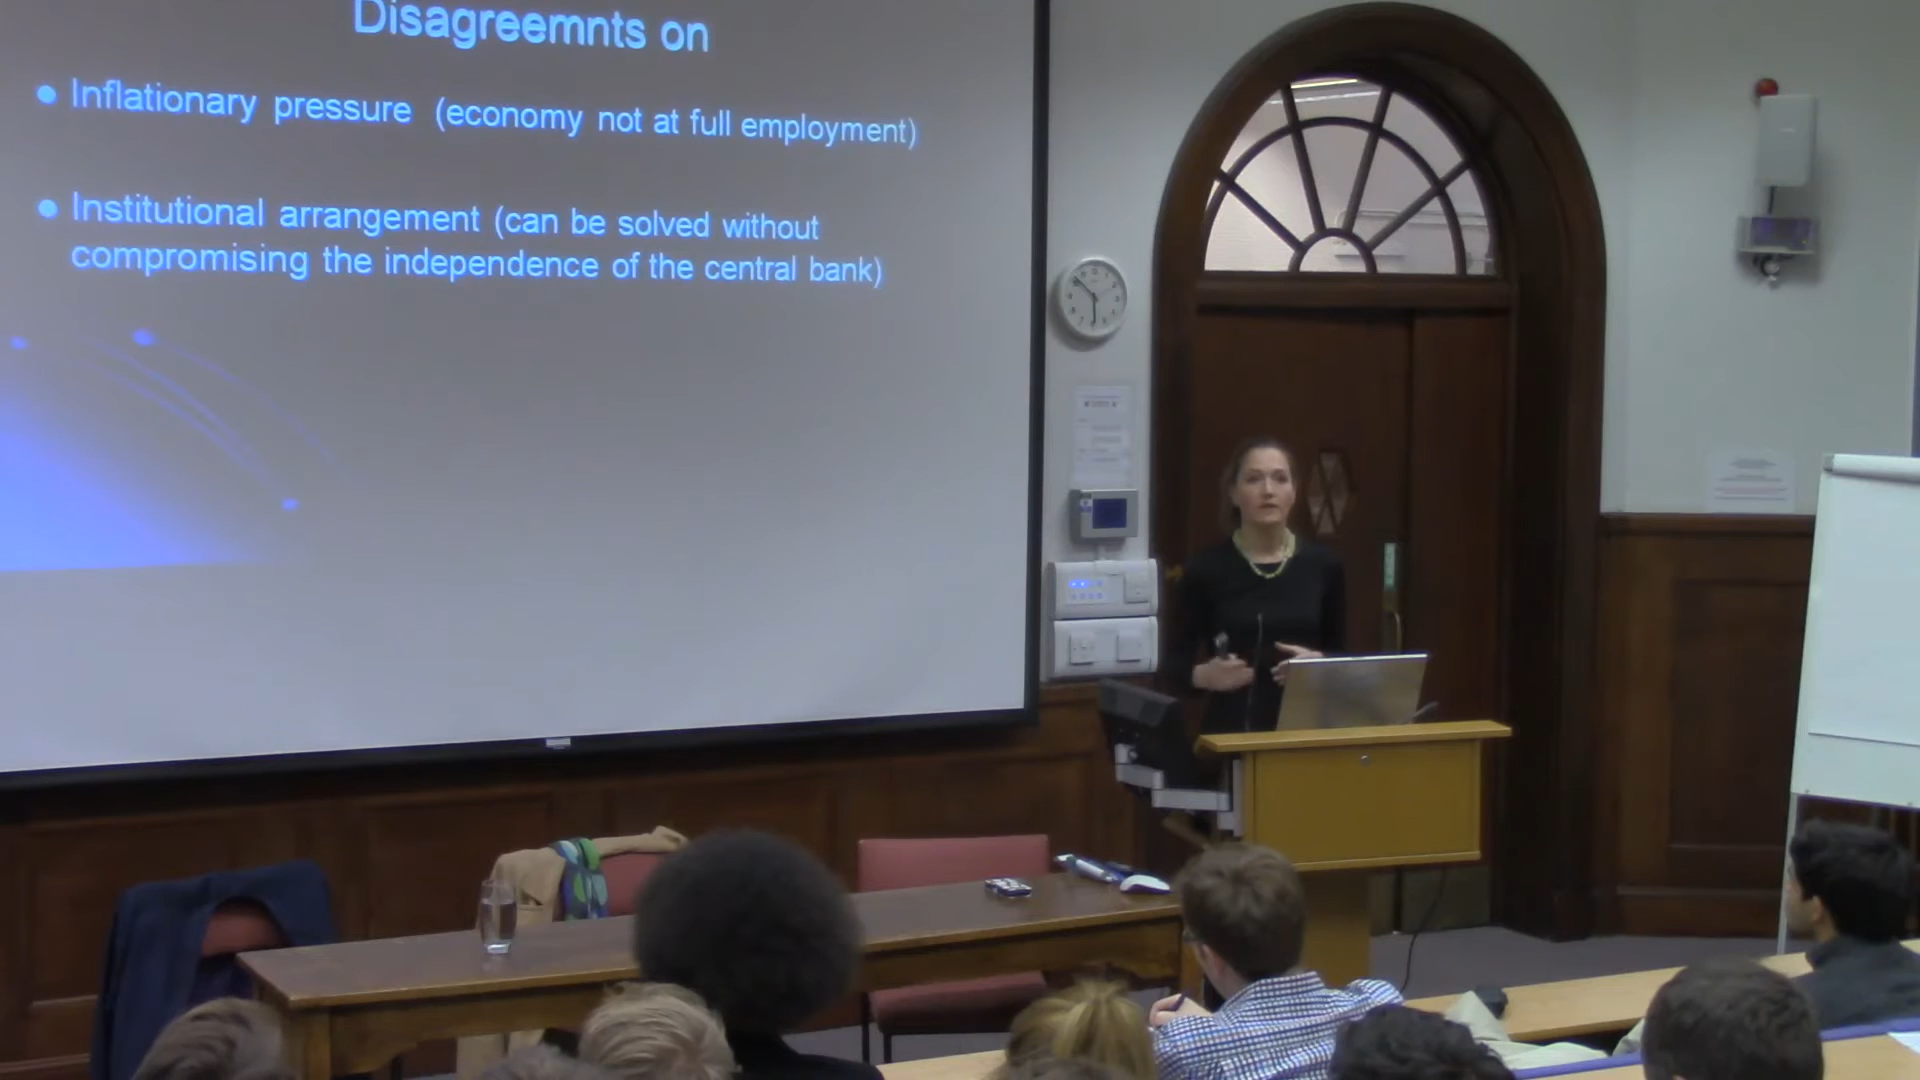 Disagreemnts on
Inflationary pressure (economy not at full employment)
Institutional arrangement (can be solved without
compromising the independence of the central bank)